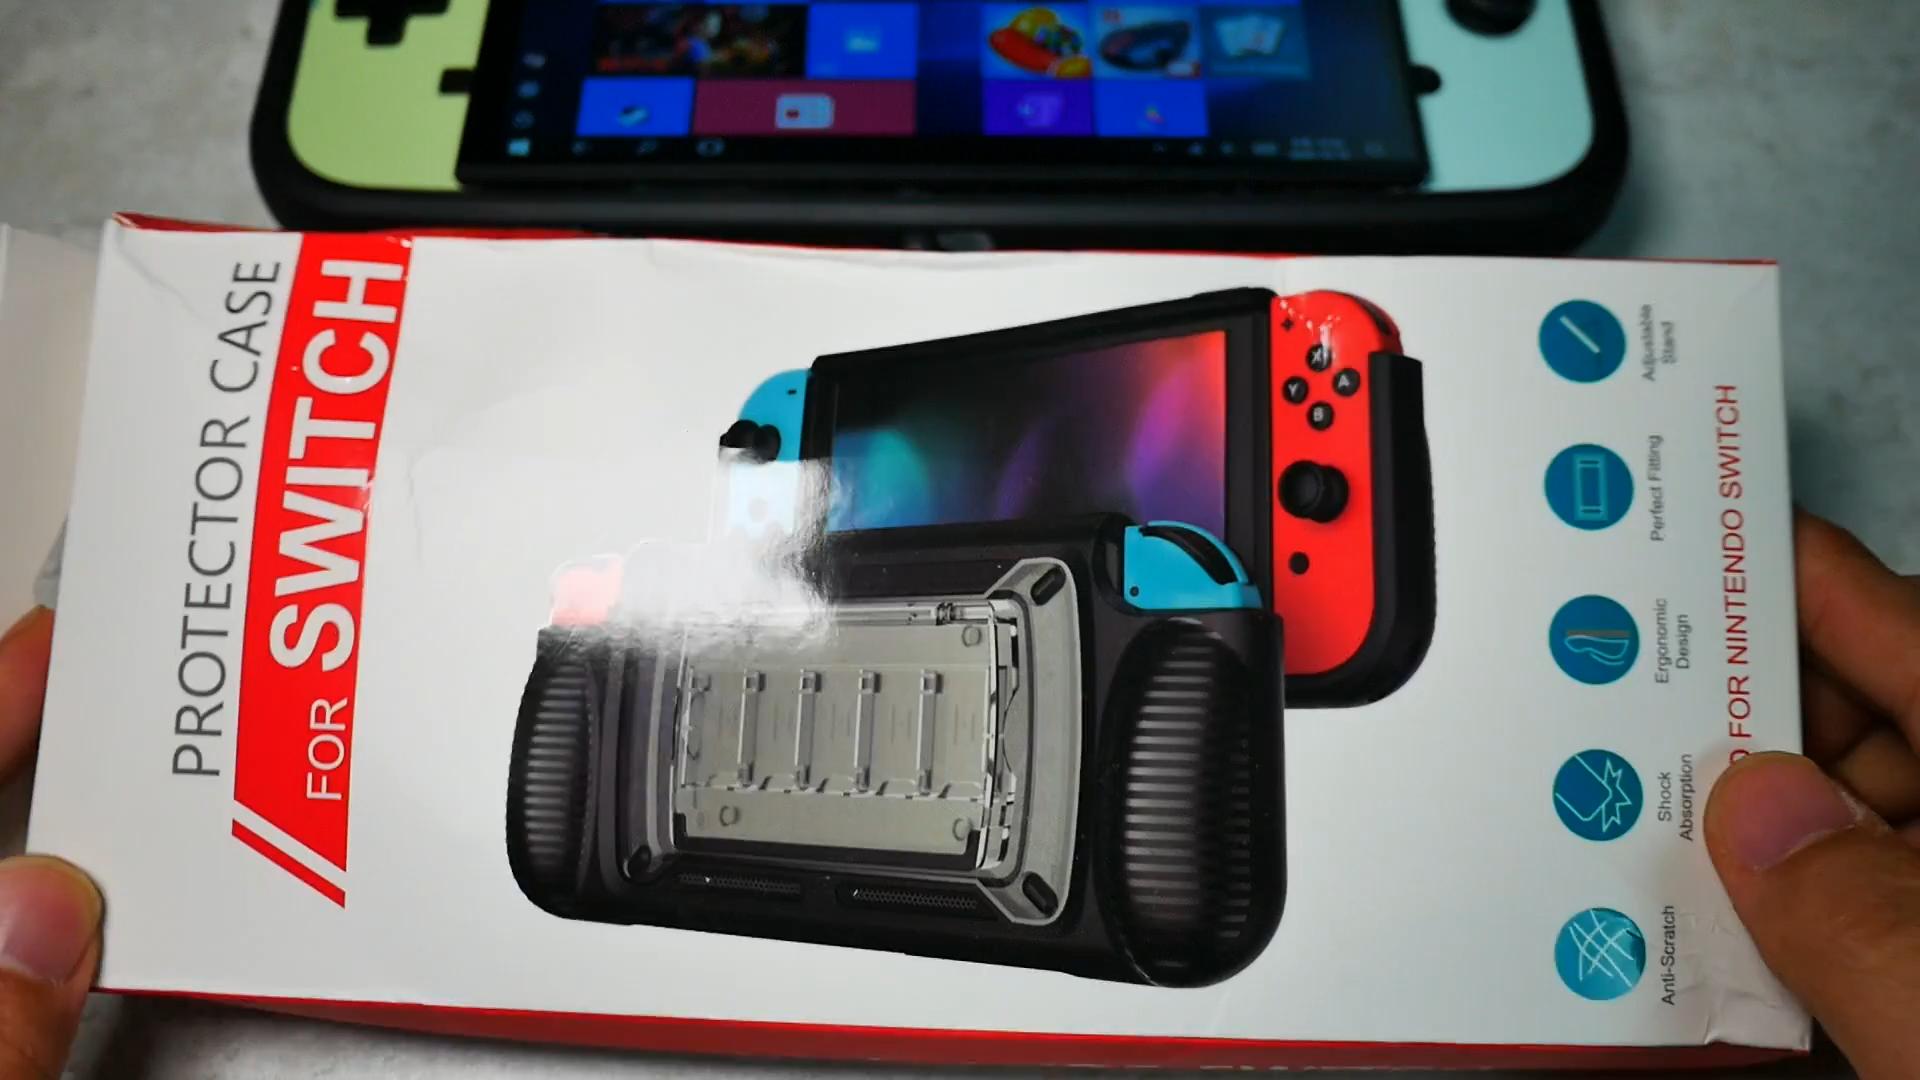 PROTECTOR CASE
FOR SWITCH
X
Y
A
B
Adjustable
Stand
Perfect Fitting
Ergonomic
Design
Shock
Absorption
Anti-Scratch
FOR NINTENDO SWITCH